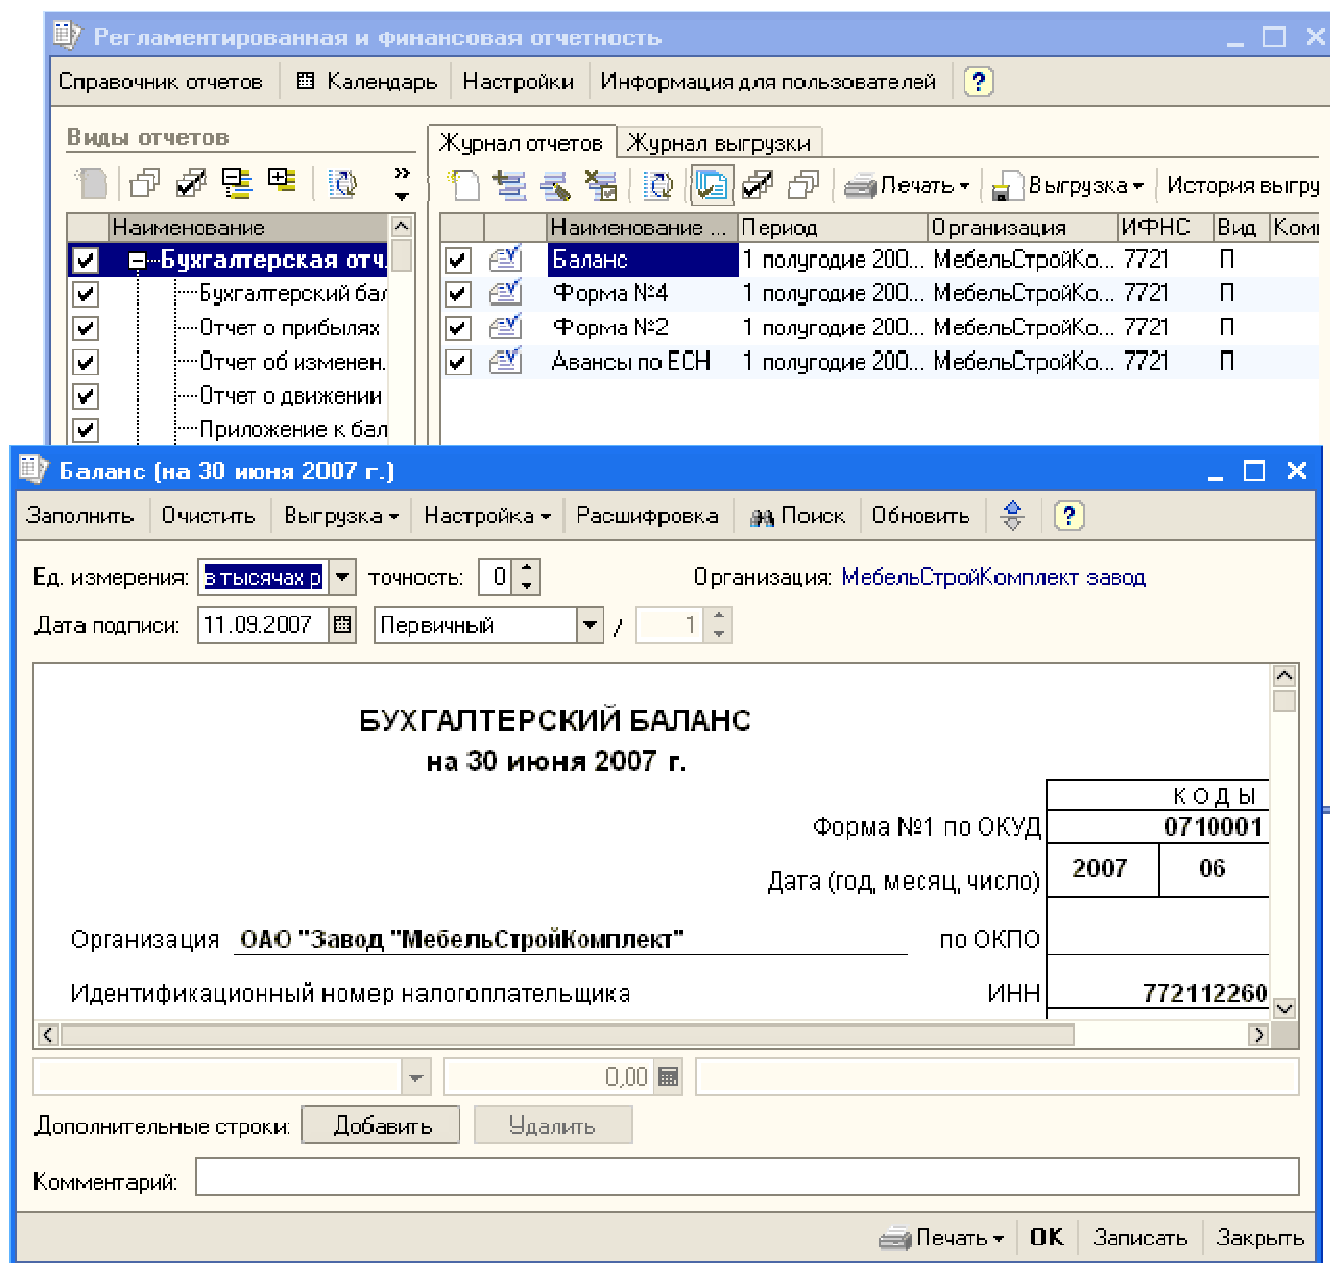 Регламентированная и финансовая отчетность
Справочник отчетов Календарь Настройки Информация для пользователей ?
Виды отчетов
Журнал отчетов Журнал выгрузки
Печать Выгрузка История выгру
Наименование
Наименование ... Период Организация ИФНС Вид Ком
Бухгалтерская отч.
Баланс 1 полугодие 200... МебельСтройКо... 7721 П
Бухгалтерский бал
Форма №4 1 полугодие 200... МебельСтройКо... 7721 П
Отчет о прибылях
Форма №2 1 полугодие 200... МебельСтройКо... 7721 П
Отчет об изменен.
Авансы по ЕСН 1 полугодие 200... МебельСтройКо... 7721 П
Отчет о движении
Приложение к бал
Баланс (на 30 июня 2007 г.)
Заполнить Очистить Выгрузка Настройка Расшифровка Поиск Обновить ?
Ед. измерения: в тысячах р точность: 0 Организация: МебельСтройКомплект завод
Дата подписи: 11.09.2007 Первичный / 1
БУХГАЛТЕРСКИЙ БАЛАНС
на 30 июня 2007 г.
К О Д Ы
Форма №1 по ОКУД 0710001
Дата (год, месяц, число) 2007 06
Организация ОАО "Завод "МебельСтройКомплект" по ОКПО
Идентификационный номер налогоплательщика ИНН 772112260
0,00
Дополнительные строки: Добавить Удалить
Комментарий:
Печать OK Записать Закрыть